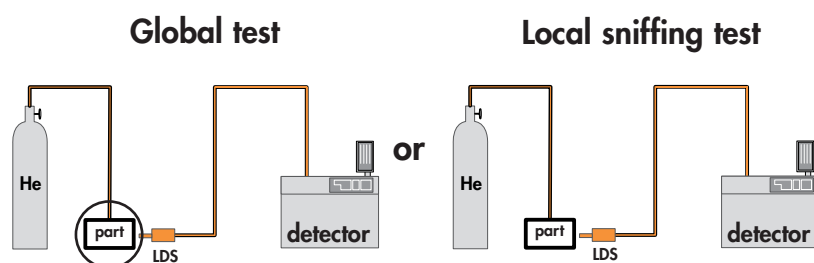 Global test
He
part
LDS
detector
or
Local sniffing test
He
part
LDS
detector